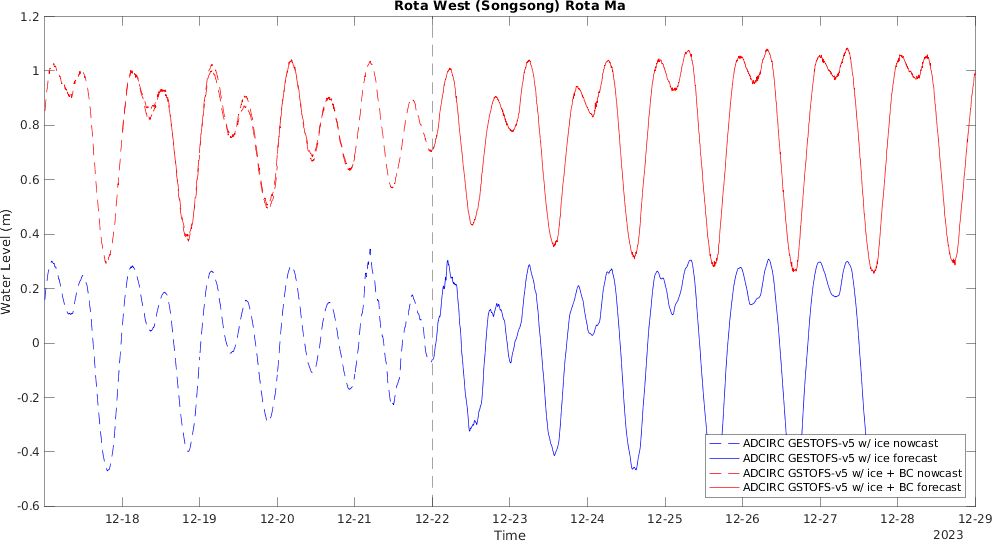 Rota West (Songsong) Rota Ma
Water Level (m)
1.2
1
0.8
0.6
0.4
0.2
0
-0.2
-0.4
-0.6
ADCIRC GESTOFS-v5 w/ ice nowcast
ADCIRC GESTOFS-v5 w/ ice forecast
ADCIRC GSTOFS-v5 w/ ice + BC nowcast
ADCIRC GSTOFS-v5 w/ ice + BC forecast
12-18 12-19 12-20 12-21 12-22 12-23 12-24 12-25 12-26 12-27 12-28 12-29
Time
2023